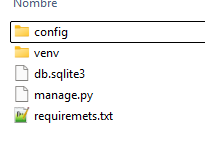 Nombre
config
venv
db.sqlite3
manage.py
requiremets.txt